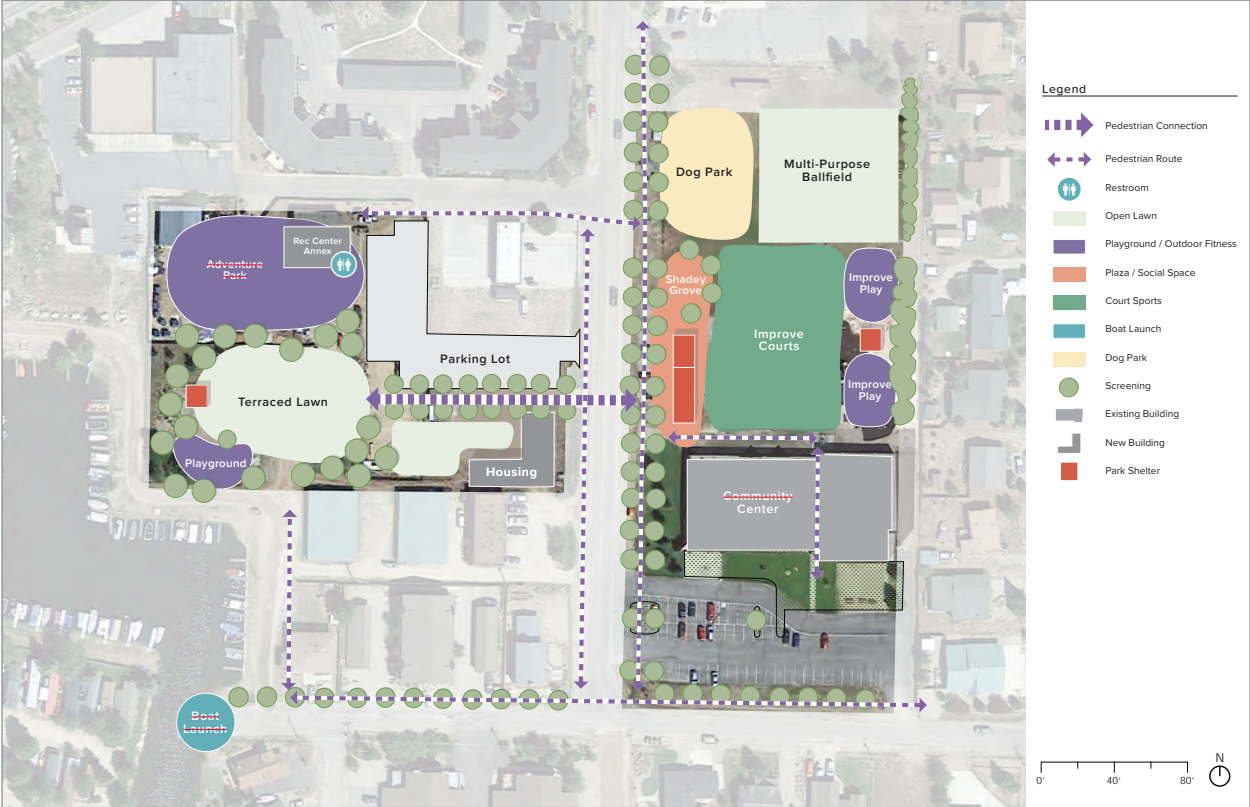 Dog Park
Multi-Purpose
Ballfield
Rec Center
Annex
Adventure
Park
Shadey
Grove
Improve
Play
Improve
Courts
Parking Lot
Improve
Play
Terraced Lawn
Playground
Housing
Community
Center
Boat
Launch
Legend
Pedestrian Connection
Pedestrian Route
Restroom
Open Lawn
Playground / Outdoor Fitness
Plaza / Social Space
Court Sports
Boat Launch
Dog Park
Screening
Existing Building
New Building
Park Shelter
N
0' 40' 80'